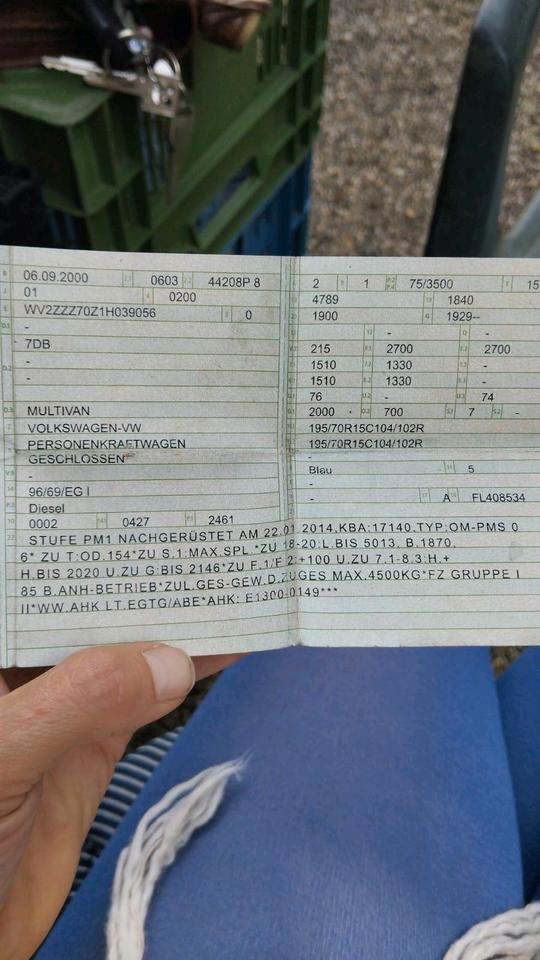 06.09.2000 0603 44208P 8
01 0200
WV2ZZZ70Z1H039056 0
-
7DB
-
-
MULTIVAN
VOLKSWAGEN-VW
PERSONENKRAFTWAGEN
GESCHLOSSEN
-
96/69/EG I
Diesel
0002 0427 2461
2 1 75/3500 15
4789 1840
1900 1929--
- -
215 2700 2700
1510 1330 -
1510 1330 -
76 - 74
2000 700 7 -
195/70R15C104/102R
195/70R15C104/102R
-
Blau 5
-
- A FL408534
STUFE PM1 NACHGERÜSTET AM 22.01.2014,KBA:17140,TYP:OM-PMS 0
6* ZU T:OD.154*ZU S.1:MAX.SPL.*ZU 18-20:L.BIS 5013, B.1870,
H.BIS 2020 U.ZU G:BIS 2146*ZU F.1/F.2:+100 U.ZU 7.1-8.3:H.+
85 B.ANH-BETRIEB*ZUL.GES-GEW.D.ZUGES MAX.4500KG*FZ GRUPPE I
II*WW.AHK LT.EGTG/ABE*AHK: E1300-0149***